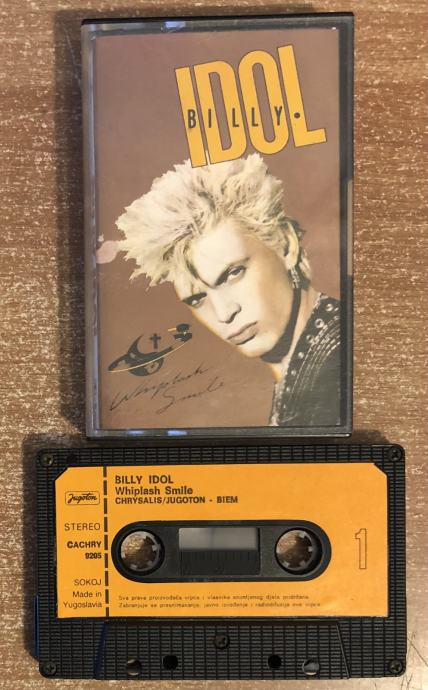 IDOL
BILLY.
Whiplash
Smile
Jugoton
BILLY IDOL
Whiplash Smile
CHRYSALIS/JUGOTON - BIEM
STEREO
CACHRY
9205
SOKOJ
Made in
Yugoslavia
1
Sva prava proizvođača vrpce i vlasnika snimljenog djela pridržana.
Zabranjuje se presnimavanje, javno izvođenje i radiodifuzija ove vrpce